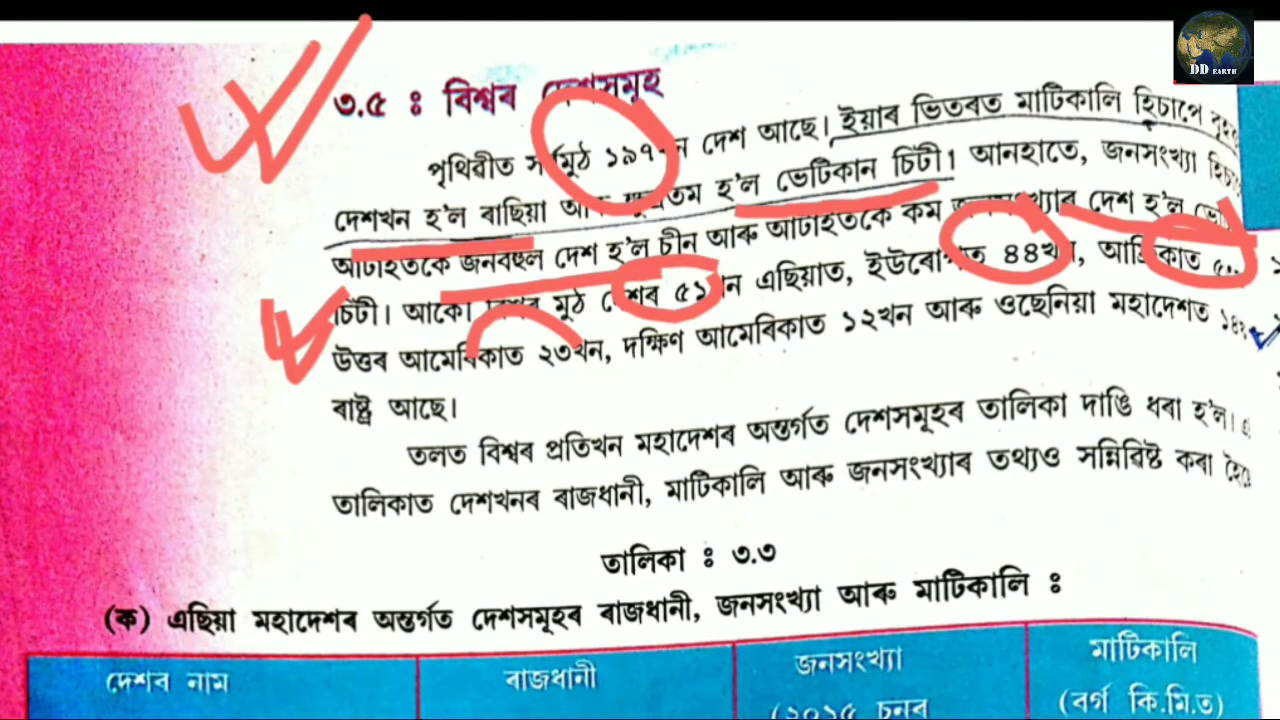 DD EARTH
৩.৫ : বিশ্বৰ দেশসমূহ
পৃথিৱীত সৰ্বমুঠ ১৯৭খন দেশ আছে। ইয়াৰ ভিতৰত মাটিকালি হিচাপে
দেশখন হ'ল ৰাছিয়া আৰু ক্ষুদ্ৰতম হ'ল ভেটিকান চিটী। আনহাতে, জনসংখ্যা
আটাইতকৈ জনবহুল দেশ হ'ল চীন আৰু আটাইতকৈ কম জনসংখ্যাৰ দেশ হ'ল
চিটী। আকৌ বিশ্বৰ মুঠ দেশৰ ৫১খন এছিয়াত, ইউৰোপত ৪৪খন, আফ্ৰিকাত
উত্তৰ আমেৰিকাত ২৩খন, দক্ষিণ আমেৰিকাত ১২খন আৰু ওছেনিয়া মহাদেশত
ৰাষ্ট্ৰ আছে।
তলত বিশ্বৰ প্ৰতিখন মহাদেশৰ অন্তৰ্গত দেশসমূহৰ তালিকা দাঙি ধৰা হ'ল।
তালিকাত দেশখনৰ ৰাজধানী, মাটিকালি আৰু জনসংখ্যাৰ তথ্যও সন্নিৱিষ্ট কৰা
তালিকা : ৩.৩
(ক) এছিয়া মহাদেশৰ অন্তৰ্গত দেশসমূহৰ ৰাজধানী, জনসংখ্যা আৰু মাটিকালি :
দেশৰ নাম
ৰাজধানী
জনসংখ্যা
(২০১৫ চনৰ
মাটিকালি
(বৰ্গ কি.মি.ত)